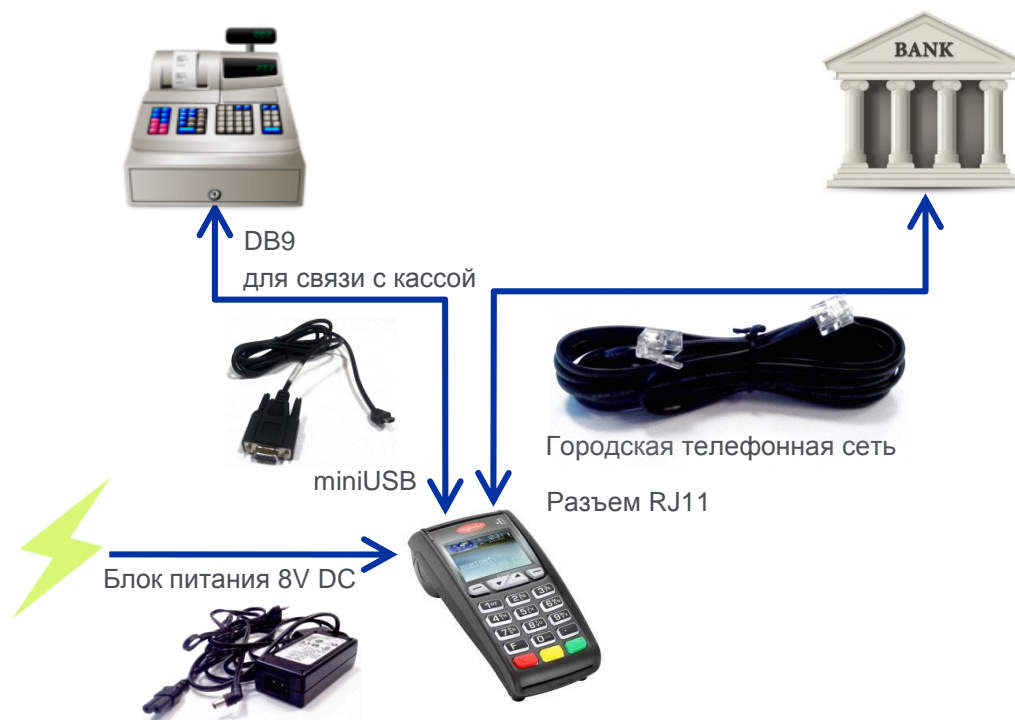 BANK
DB9
для связи с кассой
Городская телефонная сеть
miniUSB
Разъем RJ11
Блок питания 8V DC